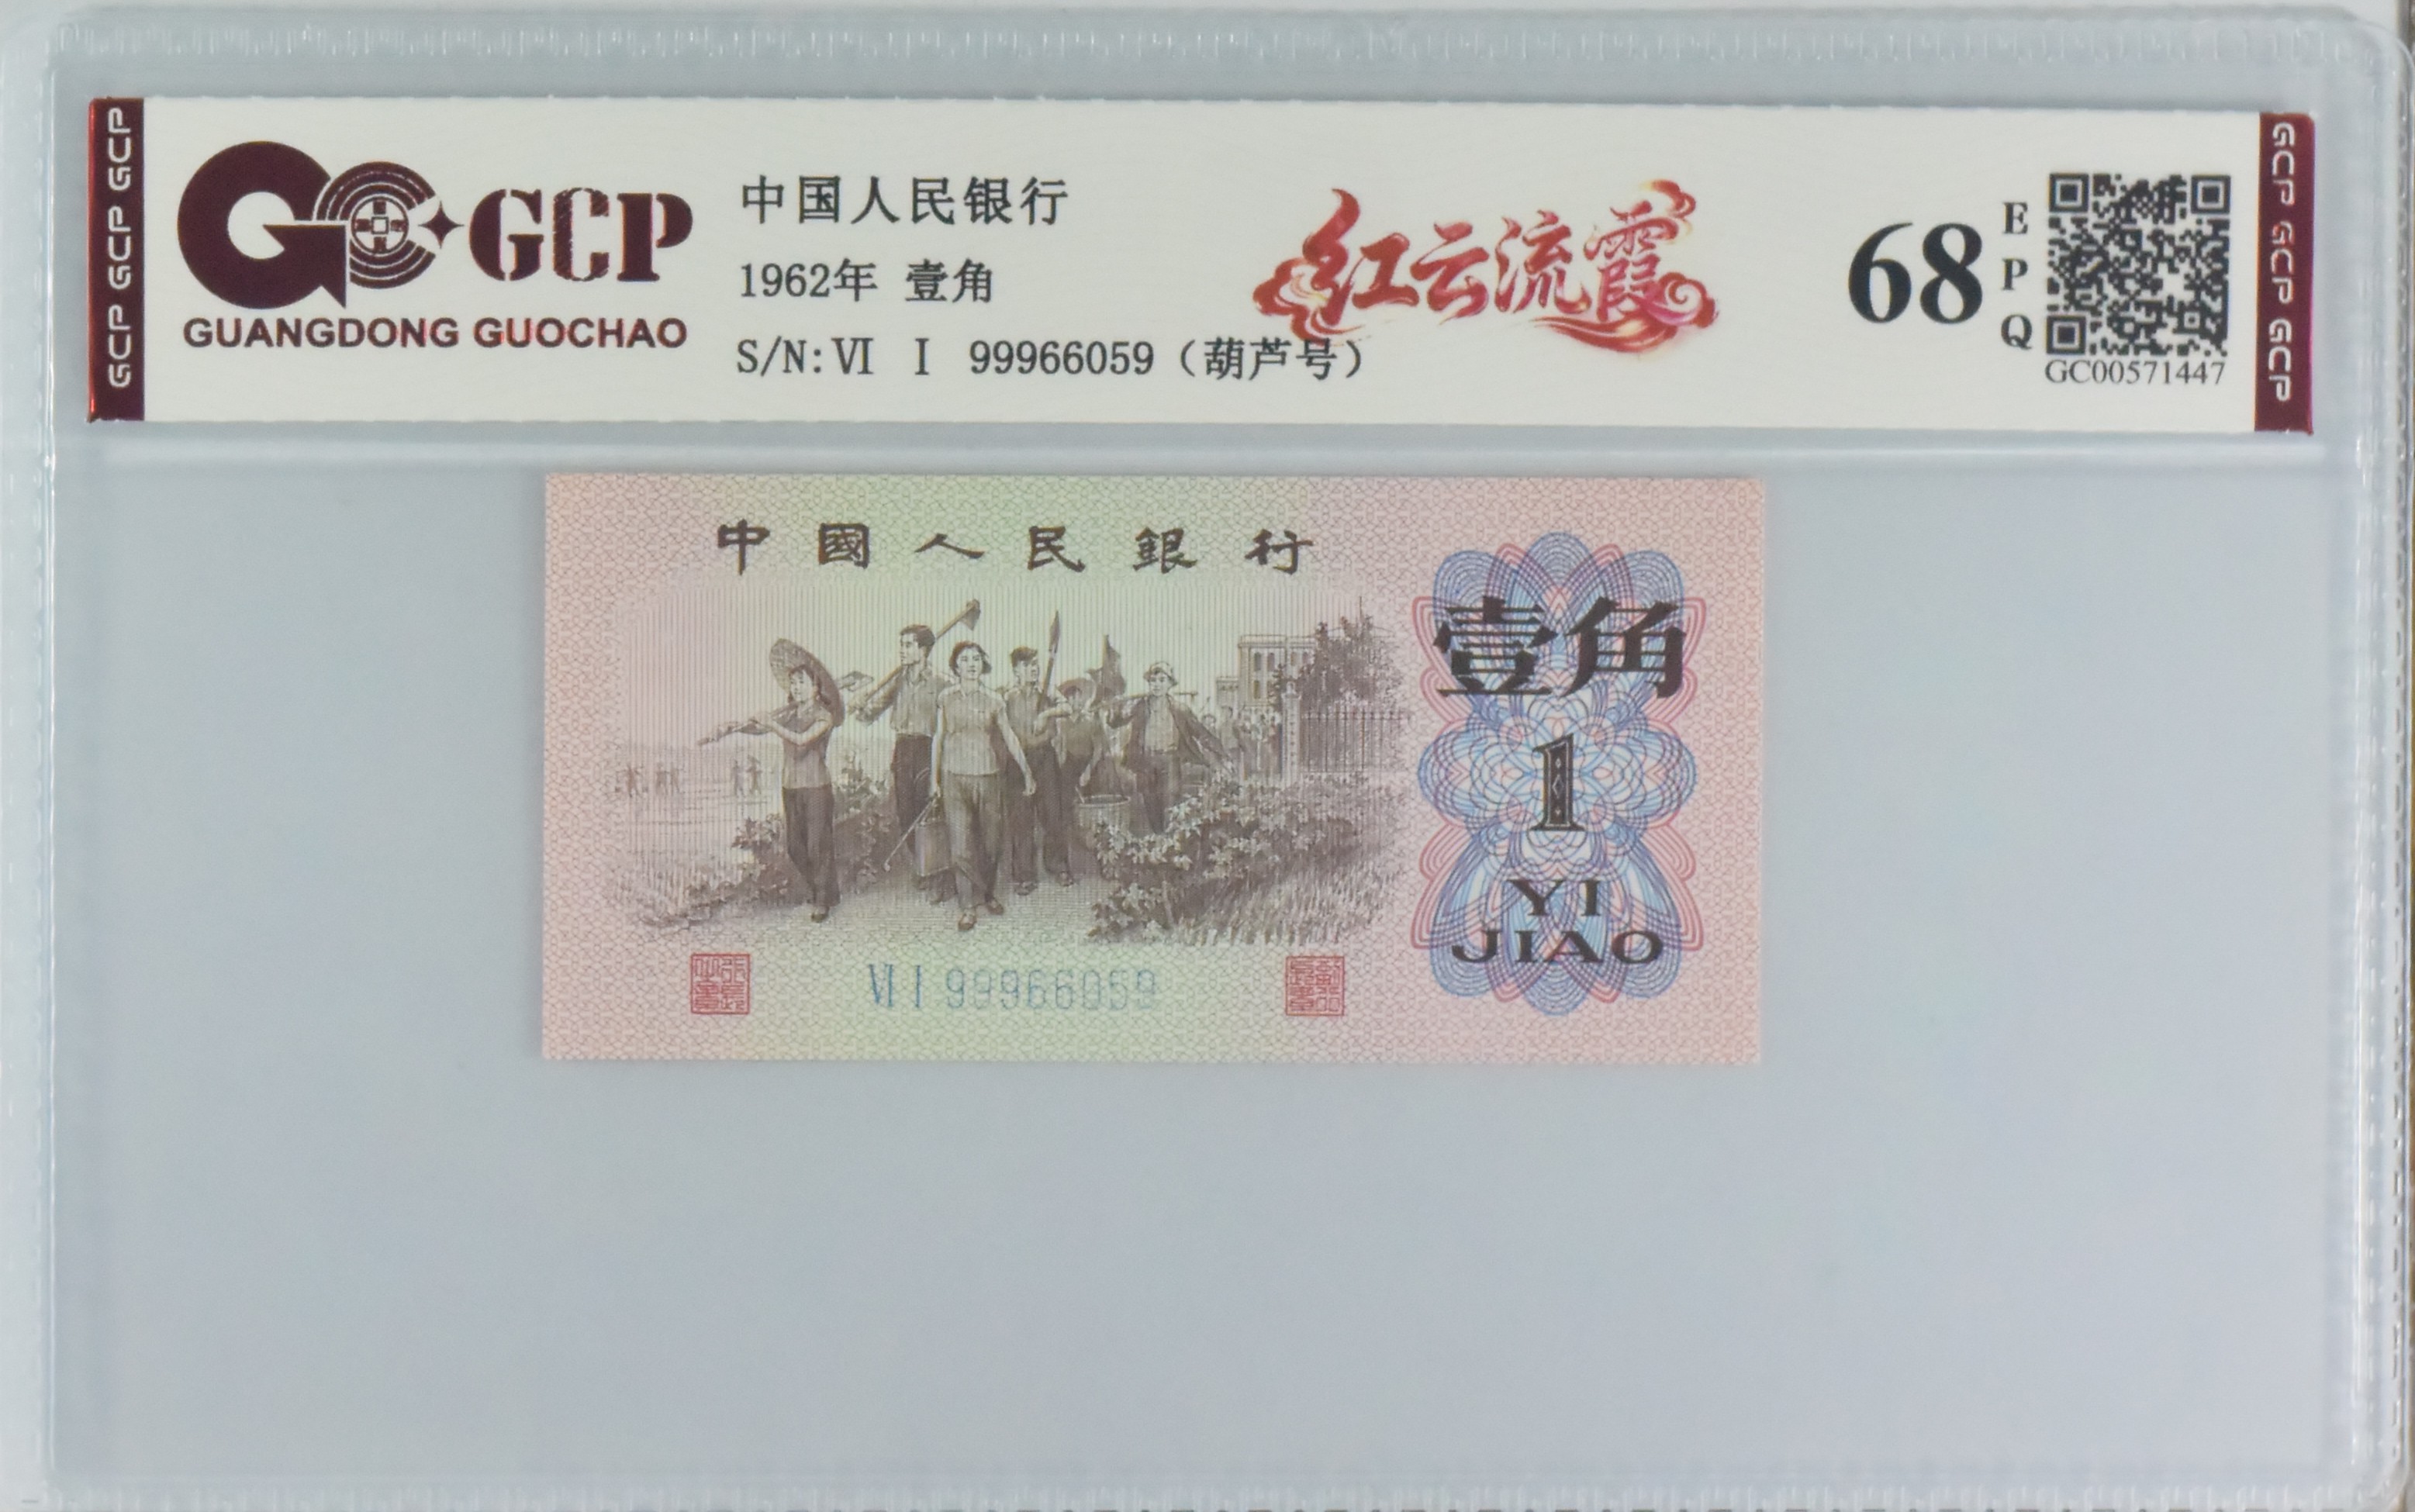 GCP GCP GCP
GCP
GUANGDONG GUOCHAO
中国人民银行
1962年 壹角
S/N:Ⅵ Ⅰ 99966059（葫芦号）
红云流霞
68
EPQ
GC00571447
GCP GCP GCP
中國人民銀行
壹角
1
YI
JIAO
Ⅵ Ⅰ 99966059